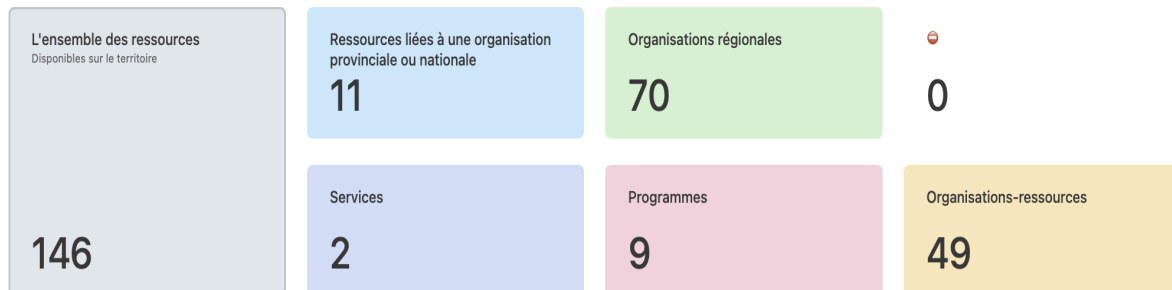 L'ensemble des ressources
Disponibles sur le territoire
146
Ressources liées à une organisation
provinciale ou nationale
11
Organisations régionales
70
0
Services
2
Programmes
9
Organisations-ressources
49